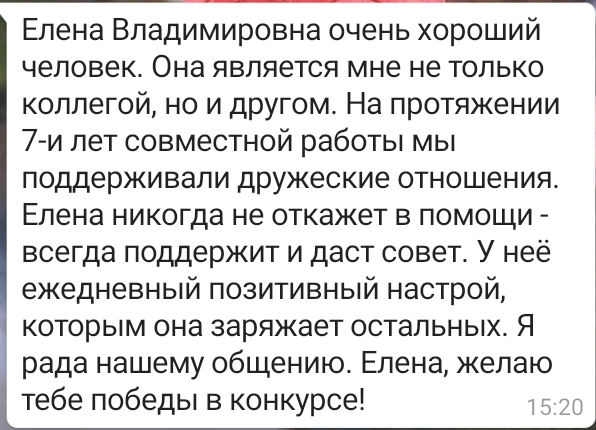 Елена Владимировна очень хороший
человек. Она является мне не только
коллегой, но и другом. На протяжении
7-и лет совместной работы мы
поддерживали дружеские отношения.
Елена никогда не откажет в помощи -
всегда поддержит и даст совет. У неё
ежедневный позитивный настрой,
которым она заряжает остальных. Я
рада нашему общению. Елена, желаю
тебе победы в конкурсе!
15:20